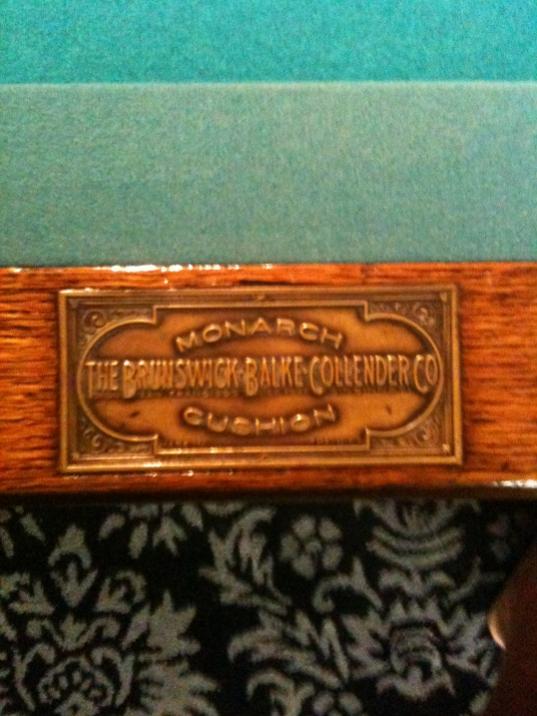 MONARCH
THE BRUNSWICK-BALKE-COLLENDER CO
CUSHION